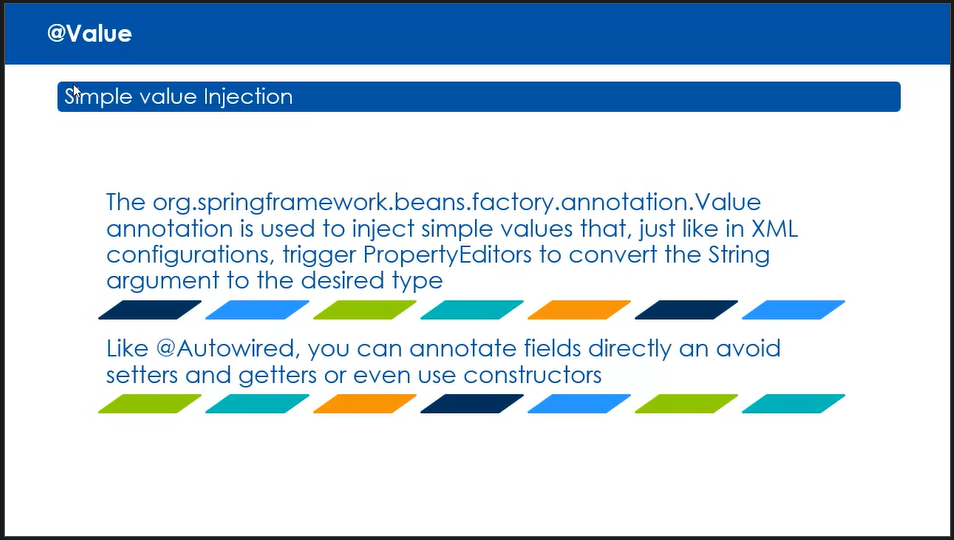 @Value
Simple value Injection
The org.springframework.beans.factory.annotation.Value
annotation is used to inject simple values that, just like in XML
configurations, trigger PropertyEditors to convert the String
argument to the desired type
Like @Autowired, you can annotate fields directly an avoid
setters and getters or even use constructors